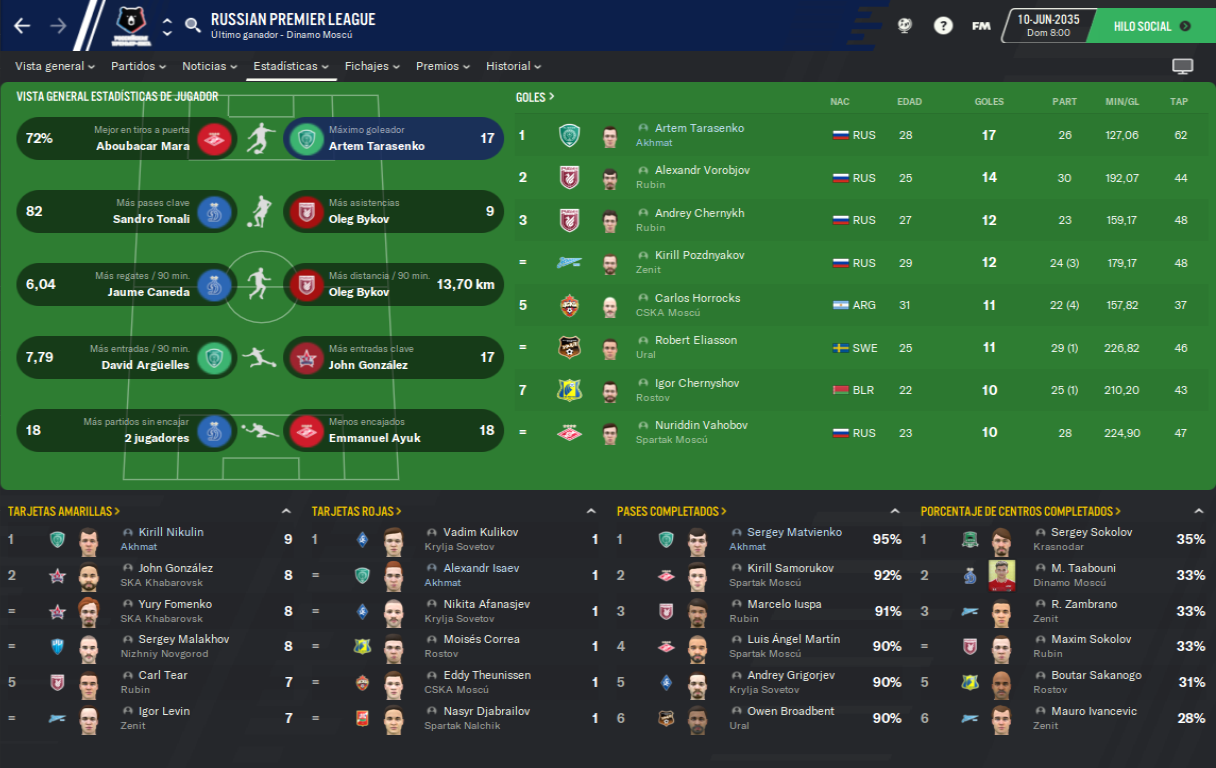 RUSSIAN PREMIER LEAGUE
Último ganador - Dinamo Moscú
?
FM
10-JUN-2035
Dom 8:00
HILO SOCIAL
Vista general
Partidos
Noticias
Estadísticas
Fichajes
Premios
Historial
VISTA GENERAL ESTADÍSTICAS DE JUGADOR
72%
Mejor en tiros a puerta
Aboubacar Mara
Máximo goleador
Artem Tarasenko
17
82
Más pases clave
Sandro Tonali
Más asistencias
Oleg Bykov
9
6,04
Más regates / 90 min.
Jaume Caneda
Más distancia / 90 min.
Oleg Bykov
13,70 km
7,79
Más entradas / 90 min.
David Argüelles
Más entradas clave
John González
17
18
Más partidos sin encajar
2 jugadores
Menos encajados
Emmanuel Ayuk
18
GOLES > NAC EDAD GOLES PART MIN/GL TAP
1 Artem Tarasenko Akhmat RUS 28 17 26 127,06 62
2 Alexandr Vorobjov Rubin RUS 25 14 30 192,07 44
3 Andrey Chernykh Rubin RUS 27 12 23 159,17 48
= Kirill Pozdnyakov Zenit RUS 29 12 24 (3) 179,17 48
5 Carlos Horrocks CSKA Moscú ARG 31 11 22 (4) 157,82 37
= Robert Eliasson Ural SWE 25 11 29 (1) 226,82 46
7 Igor Chernyshov Rostov BLR 22 10 25 (1) 210,20 43
= Nuriddin Vahobov Spartak Moscú RUS 23 10 28 224,90 47
TARJETAS AMARILLAS >
1 Kirill Nikulin Akhmat 9
2 John González SKA Khabarovsk 8
= Yury Fomenko SKA Khabarovsk 8
= Sergey Malakhov Nizhniy Novgorod 8
5 Carl Tear Rubin 7
= Igor Levin Zenit 7
TARJETAS ROJAS >
1 Vadim Kulikov Krylja Sovetov 1
= Alexandr Isaev Akhmat 1
= Nikita Afanasjev Krylja Sovetov 1
= Moisés Correa Rostov 1
= Eddy Theunissen CSKA Moscú 1
= Nasyr Djabrailov Spartak Nalchik 1
PASES COMPLETADOS >
1 Sergey Matvienko Akhmat 95%
2 Kirill Samorukov Spartak Moscú 92%
3 Marcelo Iuspa Rubin 91%
4 Luis Ángel Martín Spartak Moscú 90%
5 Andrey Grigorjev Krylja Sovetov 90%
6 Owen Broadbent Ural 90%
PORCENTAJE DE CENTROS COMPLETADOS >
1 Sergey Sokolov Krasnodar 35%
2 M. Taabouni Dinamo Moscú 33%
3 R. Zambrano Zenit 33%
= Maxim Sokolov Rubin 33%
5 Boutar Sakanogo Rostov 31%
6 Mauro Ivancevic Zenit 28%